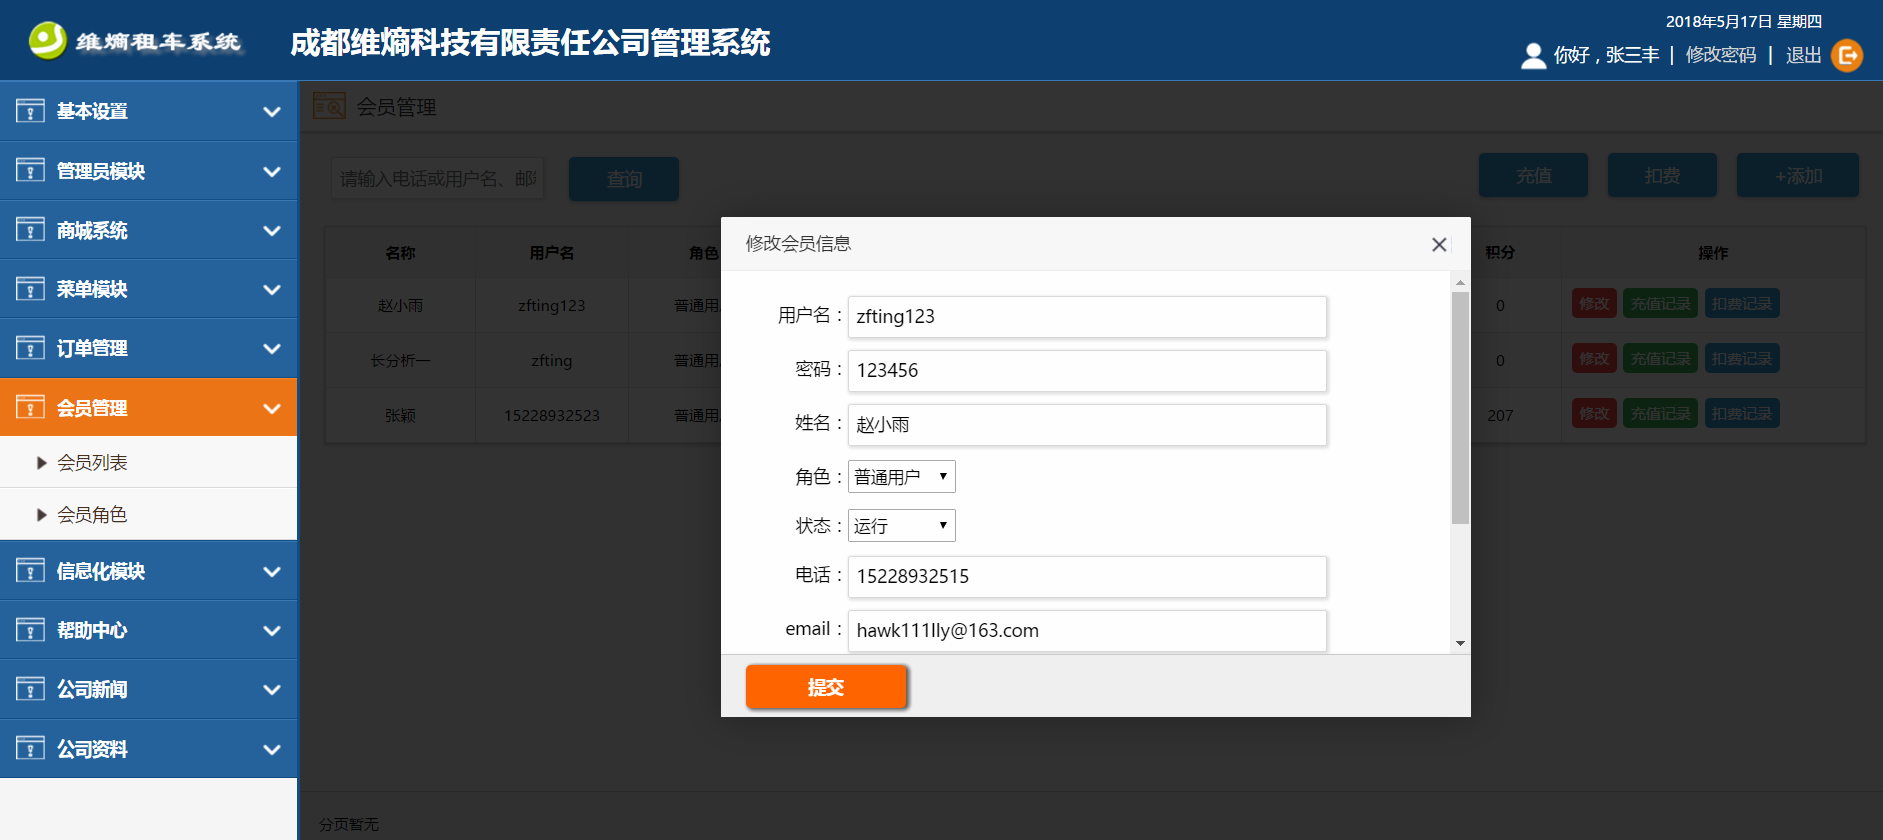 维熵租车系统
成都维熵科技有限责任公司管理系统
2018年5月17日 星期四
你好，张三丰 | 修改密码 | 退出
基本设置
管理员模块
商城系统
菜单模块
订单管理
会员管理
会员列表
会员角色
信息化模块
帮助中心
公司新闻
公司资料
会员管理
请输入电话或用户名、邮
查询
充值
扣费
+添加
名称 用户名 角色 积分 操作
赵小雨 zfting123 普通用 0 修改 充值记录 扣费记录
长分析一 zfting 普通用 0 修改 充值记录 扣费记录
张颖 15228932523 普通用 207 修改 充值记录 扣费记录
修改会员信息
用户名： zfting123
密码： 123456
姓名： 赵小雨
角色： 普通用户
状态： 运行
电话： 15228932515
email： hawk111lly@163.com
提交
分页暂无